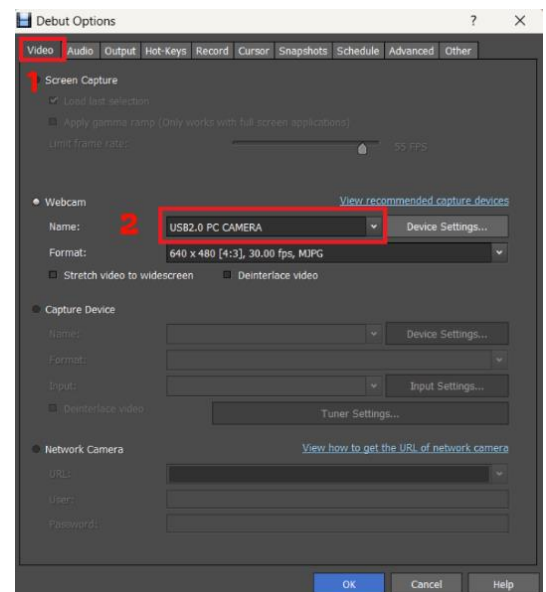 Debut Options ? ×
Video Audio Output Hot-Keys Record Cursor Snapshots Schedule Advanced Other
1
Screen Capture
Load last selection
Apply gamma ramp (Only works with full screen applications)
Limit frame rate: 55 FPS
Webcam View recommended capture devices
Name: 2 USB2.0 PC CAMERA Device Settings...
Format: 640 x 480 [4:3], 30.00 fps, MJPG
Stretch video to widescreen Deinterlace video
Capture Device
Name: Device Settings...
Format:
Input: Input Settings...
Deinterlace video Tuner Settings...
Network Camera View how to get the URL of network camera
URL:
User:
Password:
OK Cancel Help